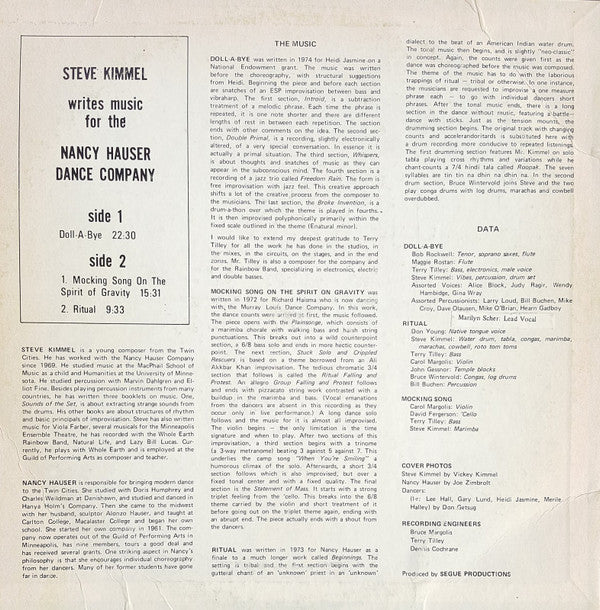 STEVE KIMMEL
writes music
for the
NANCY HAUSER
DANCE COMPANY
side 1
Doll-A-Bye 22:30
side 2
1. Mocking Song On The
Spirit of Gravity 15:31
2. Ritual 9:33
STEVE KIMMEL is a young composer from the Twin
Cities. He has worked with the Nancy Hauser Company
since 1969. He studied music at the MacPhail School of
Music a child and Humanities at the University of Minne-
sota. He studied percussion with Marvin Dahlgren and El-
liot Fine. Besides playing percussion instruments from many
countries, he has written three booklets on music. One,
Sounds of the Set, is about extracting strange sounds from
the drums. His other books are about structures of rhythm
and basic principals of improvisation. Steve has also written
music for Viola Farber, several musicals for the Minneapolis
Ensemble Theatre, he has recorded with the Whole Earth
Rainbow Band, Natural Life, and Lazy Bill Lucas. Cur-
rently, he plays with Whole Earth and is employed at the
Guild of Performing Arts as composer and teacher.
NANCY HAUSER is responsible for bringing modern dance
to the Twin Cities. She studied with Doris Humphrey and
Charles Weidman at Denishawn, and studied and danced in
Hanya Holm's Company. Then she came to the midwest
with her husband, sculptor Alonzo Hauser, and taught at
Carlton College, Macalaster College and began her own
school. She started her own company in 1961. The com-
pany now operates out of the Guild of Performing Arts in
Minneapolis, has nine members, tours a good deal and
has received several grants. One striking aspect in Nancy's
philosophy is that she encourages individual choreography
from her dancers. Many of her former students have gone
far in dance.
THE MUSIC
DOLL-A-BYE was written in 1974 for Heidi Jasmine on a
National Endowment grant. The music was written
before the choreography, with structural suggestions
from Heidi. Beginning the piece and before each section
are snatches of an ESP improvisation between bass and
vibraharp. The first section, Introid, is a subtraction
treatment of a melodic phrase. Each time the phrase is
repeated, it is one note shorter and there are different
lengths of rest in between each repetition. The section
ends with other comments on the idea. The second sec-
tion, Double Primal, is a recording, slightly electronically
altered, of a very special conversation. In essence it is
actually a primal situation. The third section, Whispers,
is about thoughts and snatches of music as they can
appear in the subconscious mind. The fourth section is a
recording of a jazz trio called Freedom Rain. The form is
free improvisation with jazz feel. This creative approach
shifts a lot of the creative process from the composer to
the musicians. The last section, the Broke Invention, is a
drum-a-thon over which the theme is played in fourths.
It is then improvised polyphonically primarily within the
fixed scale outlined in the theme (Enatural minor).
I would like to extend my deepest gratitude to Terry
Tilley for all the work he has done in the studios, in
the mixes, in the circuits, on the stages, and in the end
zones. Mr. Tilley is also a composer for the company and
for the Rainbow Band, specializing in electronics, electric
and double basses.
MOCKING SONG ON THE SPIRIT ON GRAVITY was
written in 1972 for Richard Haisma who is now dancing
with the Murray Louis Dance Company. In this work,
the dance counts were arrived at first, the music followed.
The piece opens with the Plainsonge, which consists of
a marimba chorale with walking bass and harsh string
punctuations. This breaks out into a wild counterpoint
section, a 6/8 bass solo and ends in more hectic counter-
point. The next section, Stuck Solo and Crippled
Rescuers is based on a theme borrowed from an Ali
Akbar Khan improvisation. The tedious chromatic 3/4
section that follows is called the Ritual Falling and
Protest. An allegro Group Falling and Protest follows
and ends with pizzacatto string work contrasted with a
buildup in the marimba and bass. (Vocal emanations
from the dancers are absent in this recording as they
occur only in live performance.) A long dance solo
follows and the music for it is almost all improvised.
The violin begins – the only limitation is the time
signature and when to play. After two sections of this
improvisation, a third section begins with a trinome
(a 3-way metranome) beating 3 against 5 against 7. This
underlies the camp song "When You're Smiling" a
humorous climax of the solo. Afterwards, a short 3/4
section follows which is also improvised, but over a
fixed tonal center and with a fixed quality. The final
section is the Statement of Mass. It starts with a strong
triplet feeling from the 'cello. This breaks into the 6/8
theme carried by the violin and short treatment of it
before going out on the triplet theme again, ending with
an abrupt end. The piece actually ends with a shout from
the dancers.
RITUAL was written in 1973 for Nancy Hauser as a
finale to a much longer work called Beginnings. The
setting is tribal and the first section begins with the
gutteral chant of an 'unknown' priest in an 'unknown'
dialect to the beat of an American Indian water drum.
The tonal music then begins, and is slightly "neo-classic"
in concept. Again, the counts were given first as the
dance was choreographed before the music was composed.
The theme of the music has to do with the laborious
trappings of ritual – tribal or otherwise. In one instance,
the musicians are requested to improvise a one measure
phrase each – to go with individual dancers short
phrases. After the tonal music ends, there is a long
section in the dance without music, featuring a battle-
dance with sticks. Just as the tension mounts, the
drumming section begins. The original track with changing
counts and accelerandoritards is substituted here with
a drum recording more conducive to repeated listenings.
The first drumming section features Mr. Kimmel on solo
tabla playing cross rhythms and variations while he
chant-counts a 7/4 hindi tala called Roopak. The seven
syllables are tin tin na dhin na dhin na. In the second
drum section, Bruce Wintervold joins Steve and the two
play conga drums with log drums, marachas and cowbell
overdubbed.
DATA
DOLL-A-BYE
Bob Rockwell: Tenor, soprano saxes, flute
Maggie Rostan: Flute
Terry Tilley: Bass, electronics, male voice
Steve Kimmel: Vibes, percussion, drum set
Assorted Voices: Alice Block, Judy Ragir, Wendy
Hambidge, Gina Wray
Assorted Percussionists: Larry Loud, Bill Buchen, Mike
Croy, Dave Olausen, Mike O'Brian, Hearn Gadboy
Marilyn Scher: Lead Vocal
RITUAL
Don Young: Native tongue voice
Steve Kimmel: Water drum, tabla, congas, marimba,
marachas, cowbell, roto tom toms
Terry Tilley: Bass
Carol Margolis: Violin
John Gessner: Temple blocks
Bruce Wintervold: Congas, log drums
Bill Buchen: Percussion
MOCKING SONG
Carol Margolis: Violin
David Fergerson: 'Cello
Terry Tilley: Bass
Steve Kimmel: Marimba
COVER PHOTOS
Steve Kimmel by Vickey Kimmel
Nancy Hauser by Joe Zimbrolt
Dancers:
Lee Hall, Gary Lund, Heidi Jasmine, Merle
Halley) by Don Getsug
RECORDING ENGINEERS
Bruce Margolis
Terry Tilley
Dennis Cochrane
Produced by SEGUE PRODUCTIONS